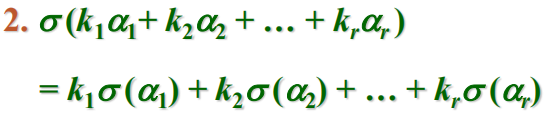 2. σ(k₁α₁+ k₂α₂ + … + kᵣαᵣ)
= k₁σ(α₁) + k₂σ(α₂) + … + kᵣσ(αᵣ)